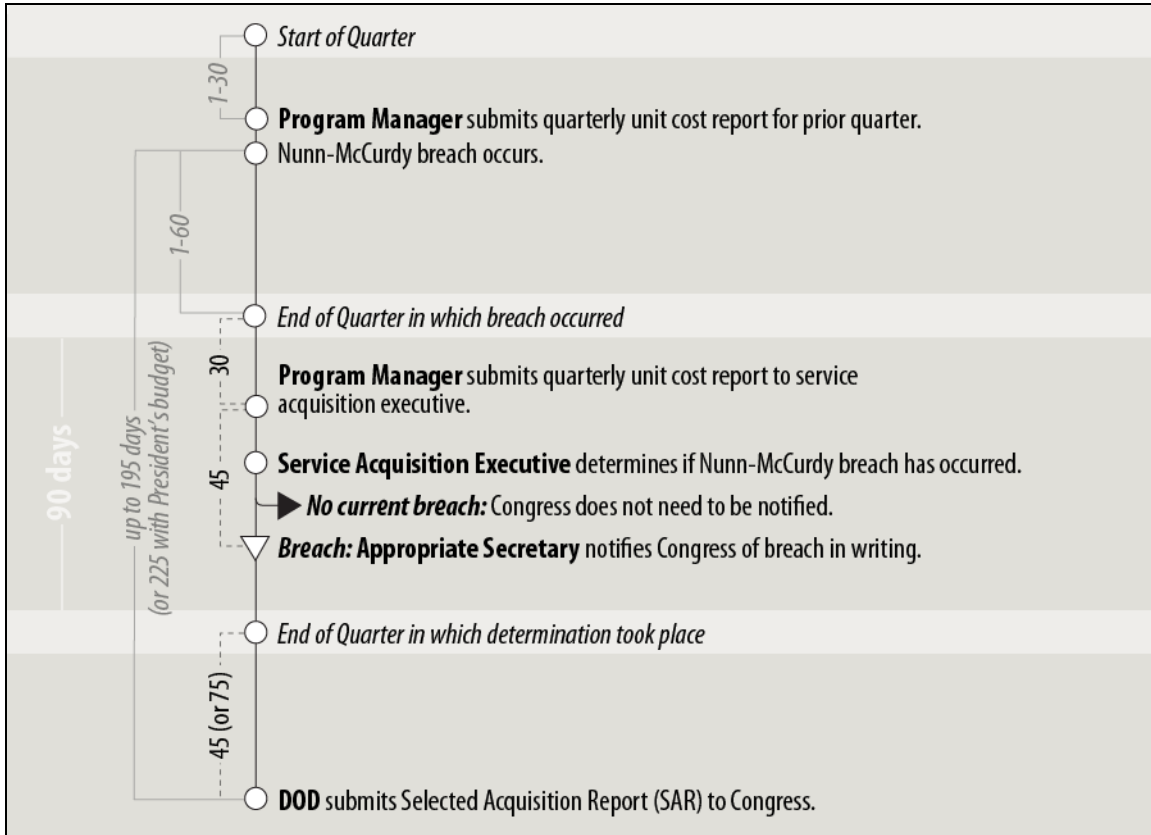 Start of Quarter
1-30
Program Manager submits quarterly unit cost report for prior quarter.
Nunn-McCurdy breach occurs.
1-60
End of Quarter in which breach occurred
30
Program Manager submits quarterly unit cost report to service
acquisition executive.
90 days
up to 195 days
(or 225 with President's budget)
45
Service Acquisition Executive determines if Nunn-McCurdy breach has occurred.
No current breach: Congress does not need to be notified.
Breach: Appropriate Secretary notifies Congress of breach in writing.
End of Quarter in which determination took place
45 (or 75)
DOD submits Selected Acquisition Report (SAR) to Congress.